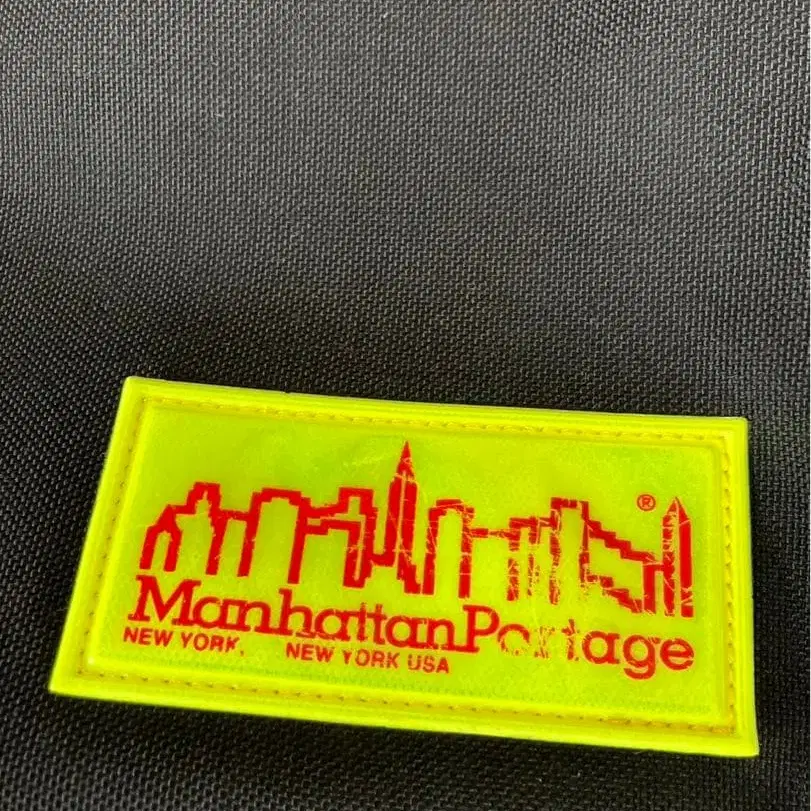 ®
ManhattanPortage
NEW YORK, NEW YORK USA